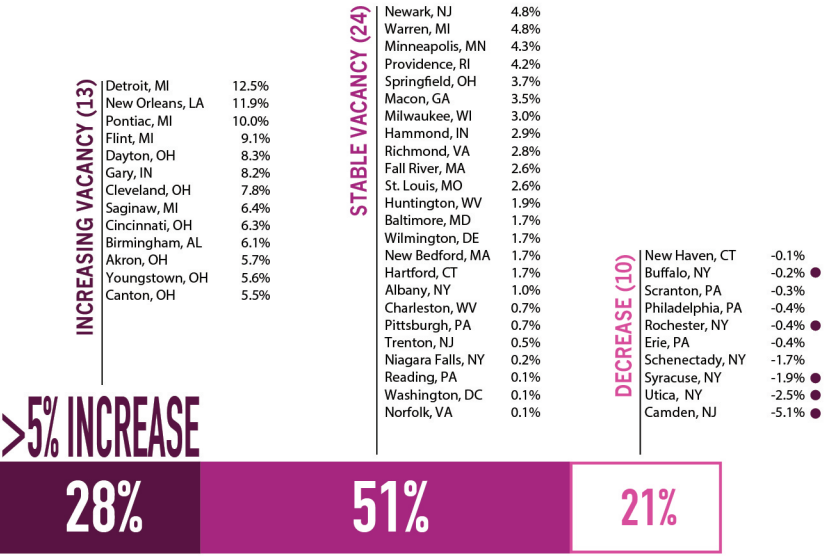 INCREASING VACANCY (13)
Detroit, MI 12.5%
New Orleans, LA 11.9%
Pontiac, MI 10.0%
Flint, MI 9.1%
Dayton, OH 8.3%
Gary, IN 8.2%
Cleveland, OH 7.8%
Saginaw, MI 6.4%
Cincinnati, OH 6.3%
Birmingham, AL 6.1%
Akron, OH 5.7%
Youngstown, OH 5.6%
Canton, OH 5.5%
STABLE VACANCY (24)
Newark, NJ 4.8%
Warren, MI 4.8%
Minneapolis, MN 4.3%
Providence, RI 4.2%
Springfield, OH 3.7%
Macon, GA 3.5%
Milwaukee, WI 3.0%
Hammond, IN 2.9%
Richmond, VA 2.8%
Fall River, MA 2.6%
St. Louis, MO 2.6%
Huntington, WV 1.9%
Baltimore, MD 1.7%
Wilmington, DE 1.7%
New Bedford, MA 1.7%
Hartford, CT 1.7%
Albany, NY 1.0%
Charleston, WV 0.7%
Pittsburgh, PA 0.7%
Trenton, NJ 0.5%
Niagara Falls, NY 0.2%
Reading, PA 0.1%
Washington, DC 0.1%
Norfolk, VA 0.1%
DECREASE (10)
New Haven, CT -0.1%
Buffalo, NY -0.2%
Scranton, PA -0.3%
Philadelphia, PA -0.4%
Rochester, NY -0.4%
Erie, PA -0.4%
Schenectady, NY -1.7%
Syracuse, NY -1.9%
Utica, NY -2.5%
Camden, NJ -5.1%
>5% INCREASE
28%
51%
21%